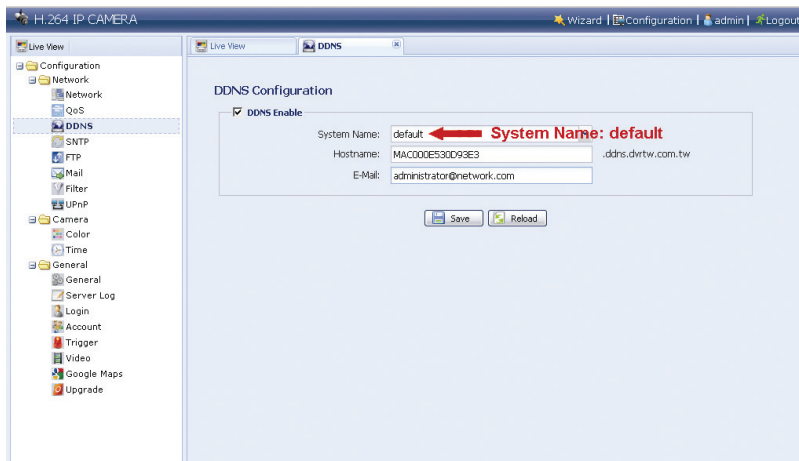 H.264 IP CAMERA
Wizard | Configuration | admin | Logout
Live View
Live View
DDNS
Configuration
Network
Network
QoS
DDNS
SNTP
FTP
Mail
Filter
UPnP
Camera
Color
Time
General
General
Server Log
Login
Account
Trigger
Video
Google Maps
Upgrade
DDNS Configuration
DDNS Enable
System Name: default System Name: default
Hostname: MAC000E530D93E3 .ddns.dvrtw.com.tw
E-Mail: administrator@network.com
Save Reload